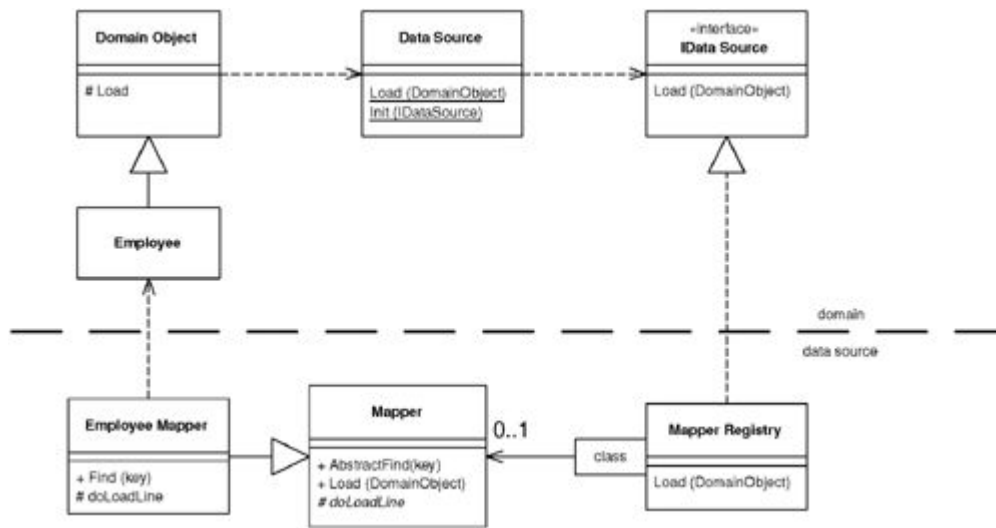 Domain Object
# Load
Data Source
Load (DomainObject)
Init (IDataSource)
«interface»
IData Source
Load (DomainObject)
Employee
domain
data source
Employee Mapper
+ Find (key)
# doLoadLine
Mapper
+ AbstractFind(key)
+ Load (DomainObject)
# doLoadLine
0..1
class
Mapper Registry
Load (DomainObject)